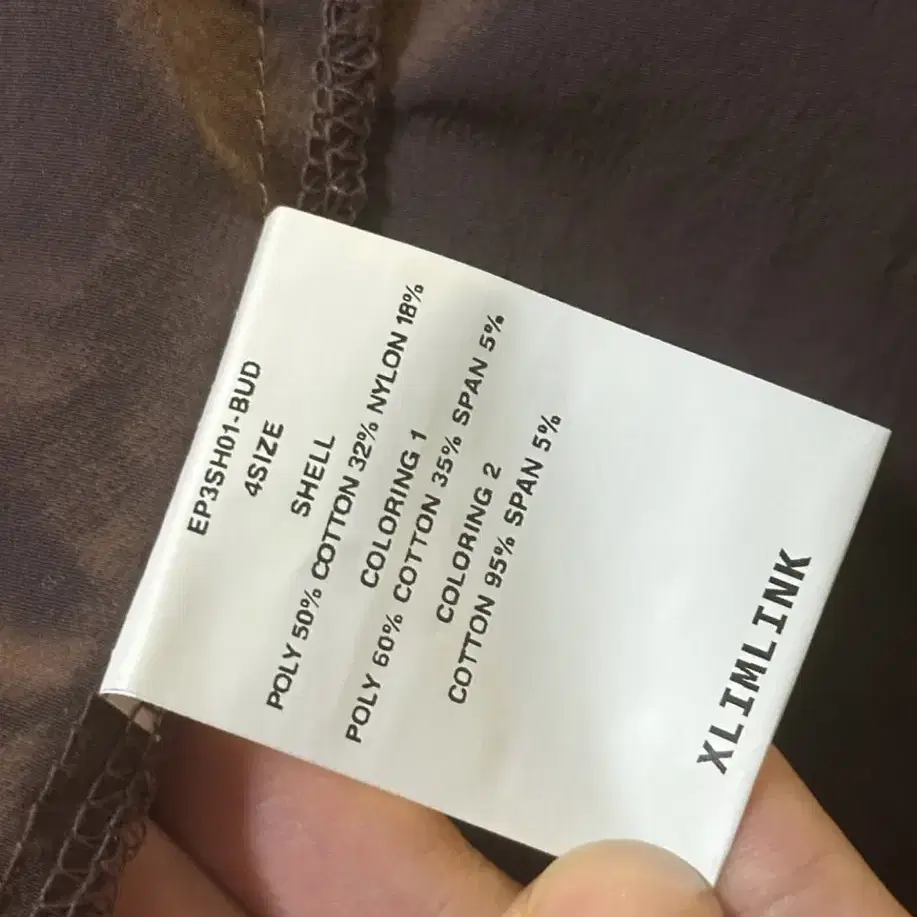 EP3SH01-BUD
4SIZE
SHELL
POLY 50% COTTON 32% NYLON 18%
COLORING 1
POLY 60% COTTON 35% SPAN 5%
COLORING 2
COTTON 95% SPAN 5%
XLIMLINK